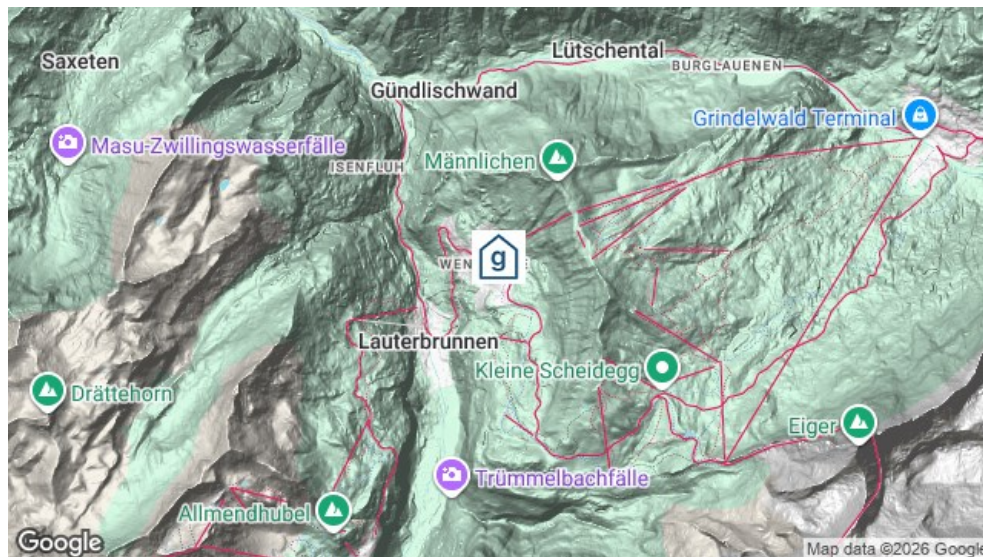 Saxeten
Lütschental
BURGLAUENEN
Gündlischwand
Grindelwald Terminal
Masu-Zwillingswasserfälle
ISENFLUH
Männlichen
g
WEN
E
Lauterbrunnen
Kleine Scheidegg
Drättehorn
Eiger
Trümmelbachfälle
Allmendhubel
Google
Map data ©2026 Google